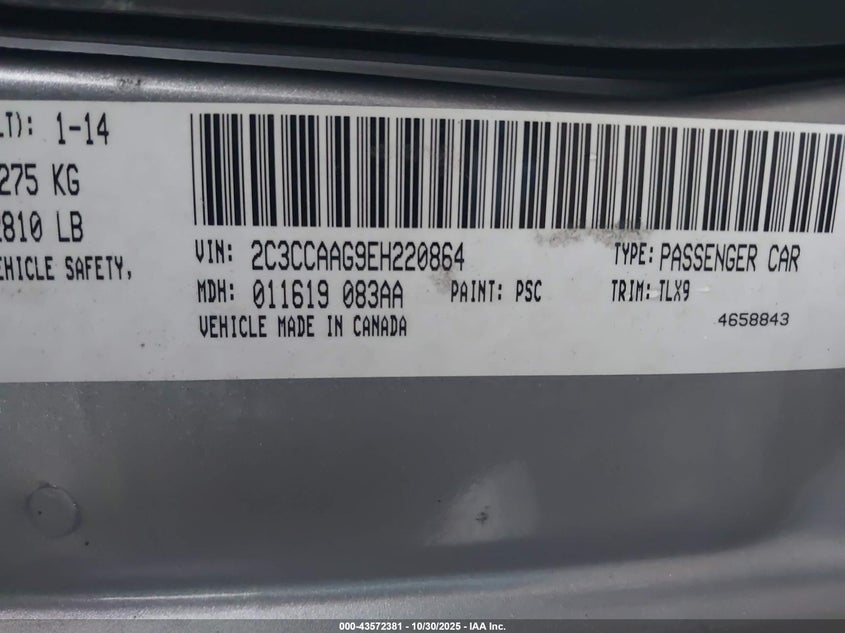 LT): 1-14
275 KG
810 LB
EHICLE SAFETY,
VIN: 2C3CCAAG9EH220864
TYPE: PASSENGER CAR
MDH: 011619 083AA
PAINT: PSC
TRIM: TLX9
VEHICLE MADE IN CANADA
4658843
000-43572381 | 10/30/2025 - IAA Inc.